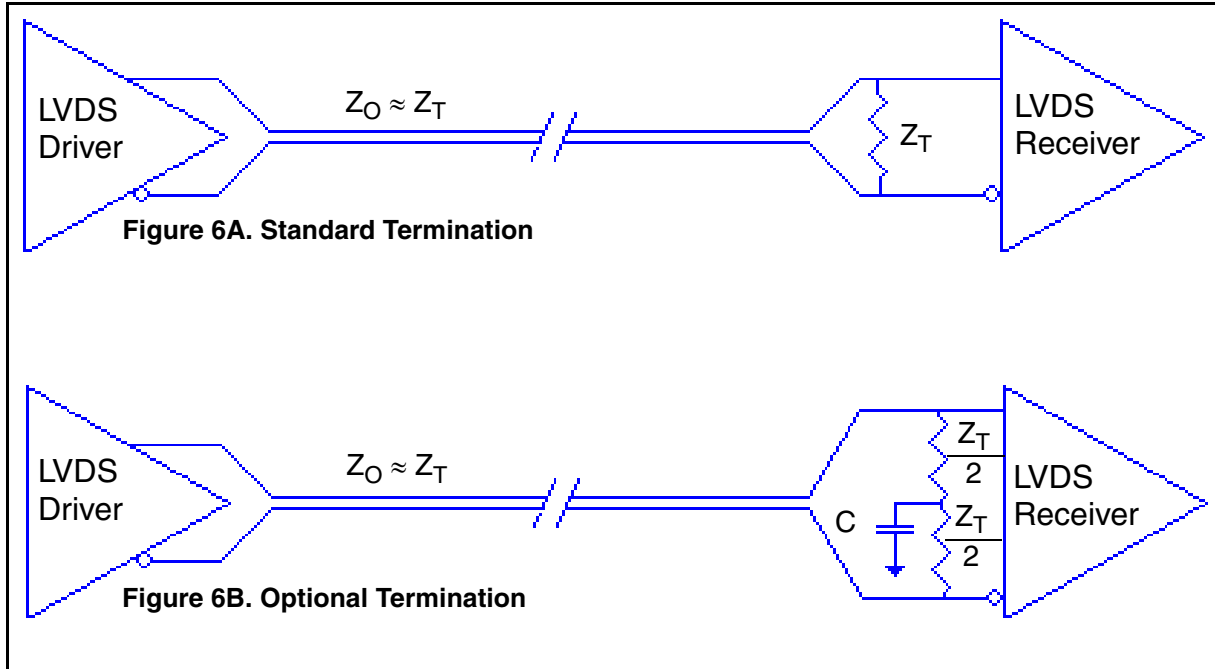 LVDS
Driver
Z_O ≈ Z_T
Z_T
LVDS
Receiver
Figure 6A. Standard Termination
LVDS
Driver
Z_O ≈ Z_T
C
Z_T
2
Z_T
2
LVDS
Receiver
Figure 6B. Optional Termination